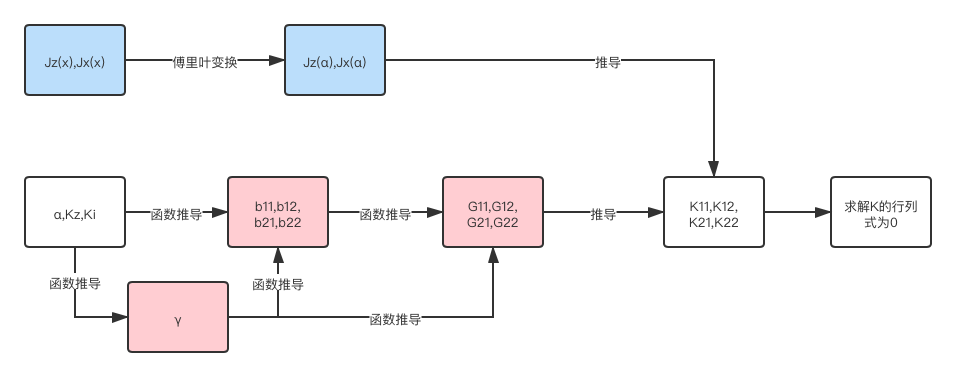 Jz(x),Jx(x)
傅里叶变换
Jz(α),Jx(α)
推导
α,Kz,Ki
函数推导
b11,b12,
b21,b22
函数推导
G11,G12,
G21,G22
推导
K11,K12,
K21,K22
求解K的行列
式为0
函数推导
γ
函数推导
函数推导